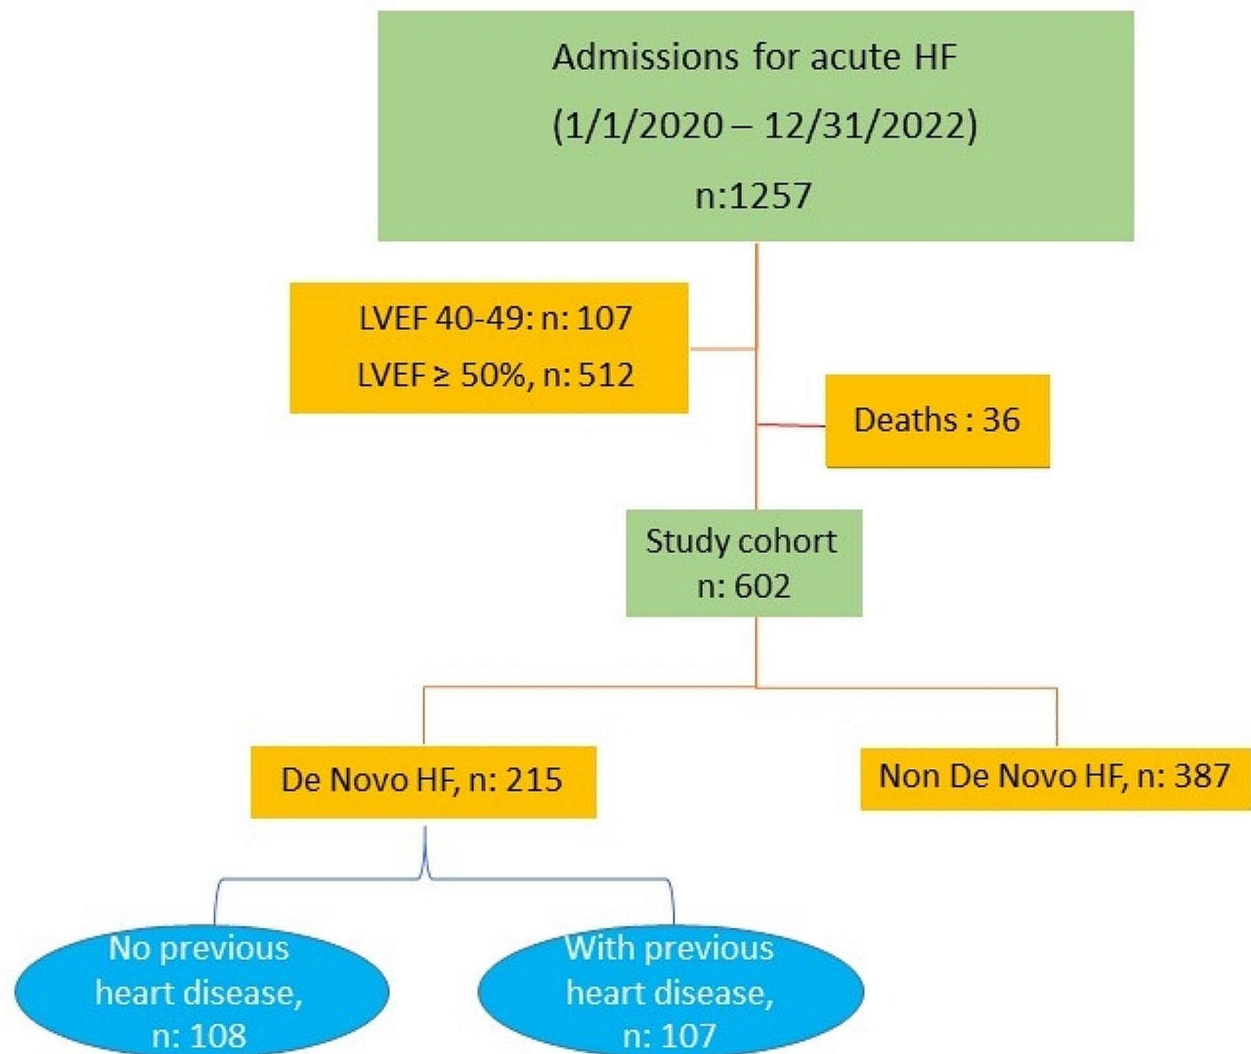 Admissions for acute HF
(1/1/2020 – 12/31/2022)
n:1257
LVEF 40-49: n: 107
LVEF ≥ 50%, n: 512
Deaths : 36
Study cohort
n: 602
De Novo HF, n: 215
Non De Novo HF, n: 387
No previous
heart disease,
n: 108
With previous
heart disease,
n: 107